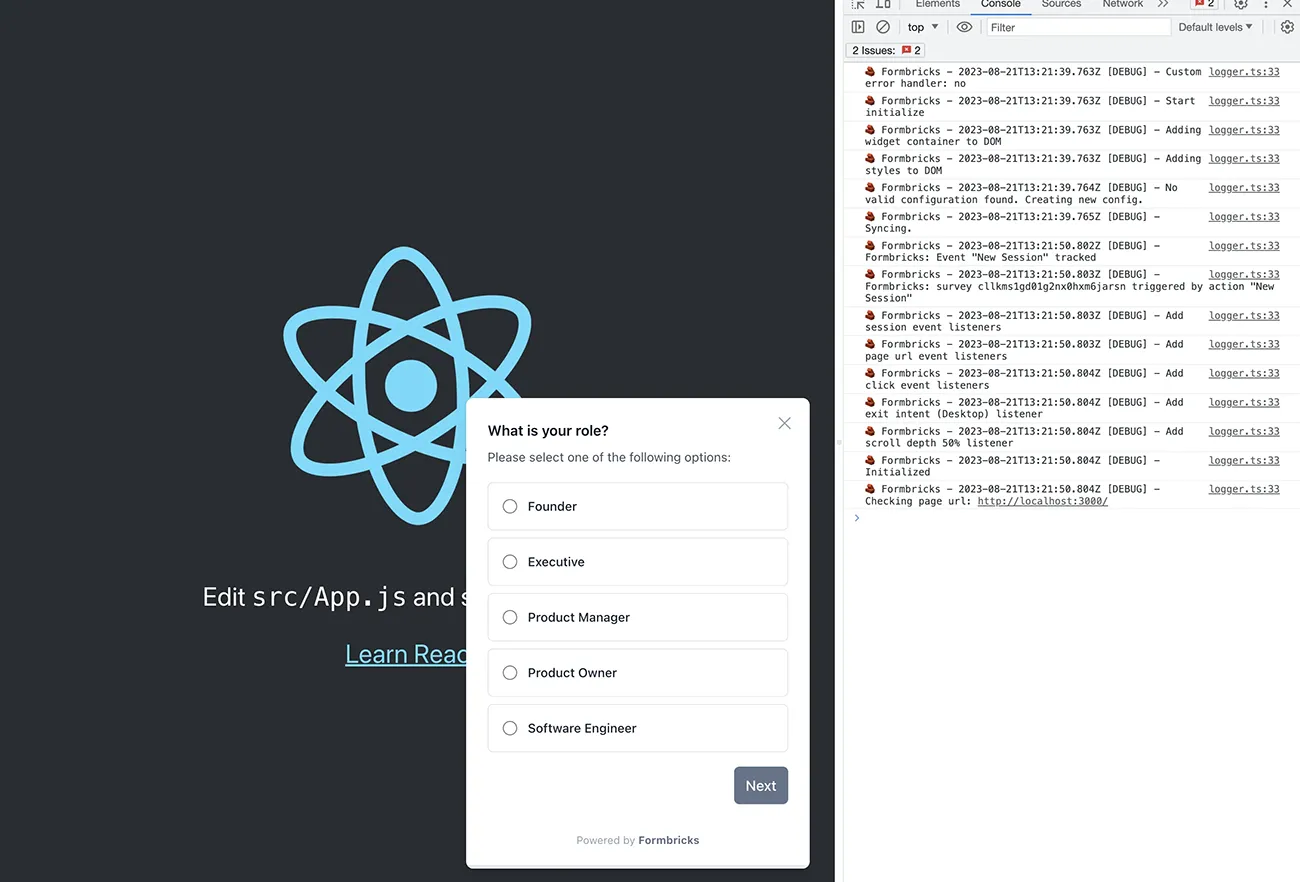 Edit src/App.js and s
Learn Reac
What is your role?
Please select one of the following options:
Founder
Executive
Product Manager
Product Owner
Software Engineer
Next
Powered by Formbricks
Elements Console Sources Network 2
top Filter Default levels
2 Issues: 2
Formbricks - 2023-08-21T13:21:39.763Z [DEBUG] - Custom logger.ts:33
error handler: no
Formbricks - 2023-08-21T13:21:39.763Z [DEBUG] - Start logger.ts:33
initialize
Formbricks - 2023-08-21T13:21:39.763Z [DEBUG] - Adding logger.ts:33
widget container to DOM
Formbricks - 2023-08-21T13:21:39.763Z [DEBUG] - Adding logger.ts:33
styles to DOM
Formbricks - 2023-08-21T13:21:39.764Z [DEBUG] - No logger.ts:33
valid configuration found. Creating new config.
Formbricks - 2023-08-21T13:21:39.765Z [DEBUG] - logger.ts:33
Syncing.
Formbricks - 2023-08-21T13:21:50.802Z [DEBUG] - logger.ts:33
Formbricks: Event "New Session" tracked
Formbricks - 2023-08-21T13:21:50.803Z [DEBUG] - logger.ts:33
Formbricks: survey cllkms1gd01g2nx0hxm6jarsn triggered by action "New
Session"
Formbricks - 2023-08-21T13:21:50.803Z [DEBUG] - Add logger.ts:33
session event listeners
Formbricks - 2023-08-21T13:21:50.803Z [DEBUG] - Add logger.ts:33
page url event listeners
Formbricks - 2023-08-21T13:21:50.804Z [DEBUG] - Add logger.ts:33
click event listeners
Formbricks - 2023-08-21T13:21:50.804Z [DEBUG] - Add logger.ts:33
exit intent (Desktop) listener
Formbricks - 2023-08-21T13:21:50.804Z [DEBUG] - Add logger.ts:33
scroll depth 50% listener
Formbricks - 2023-08-21T13:21:50.804Z [DEBUG] - logger.ts:33
Initialized
Formbricks - 2023-08-21T13:21:50.804Z [DEBUG] - logger.ts:33
Checking page url: http://localhost:3000/